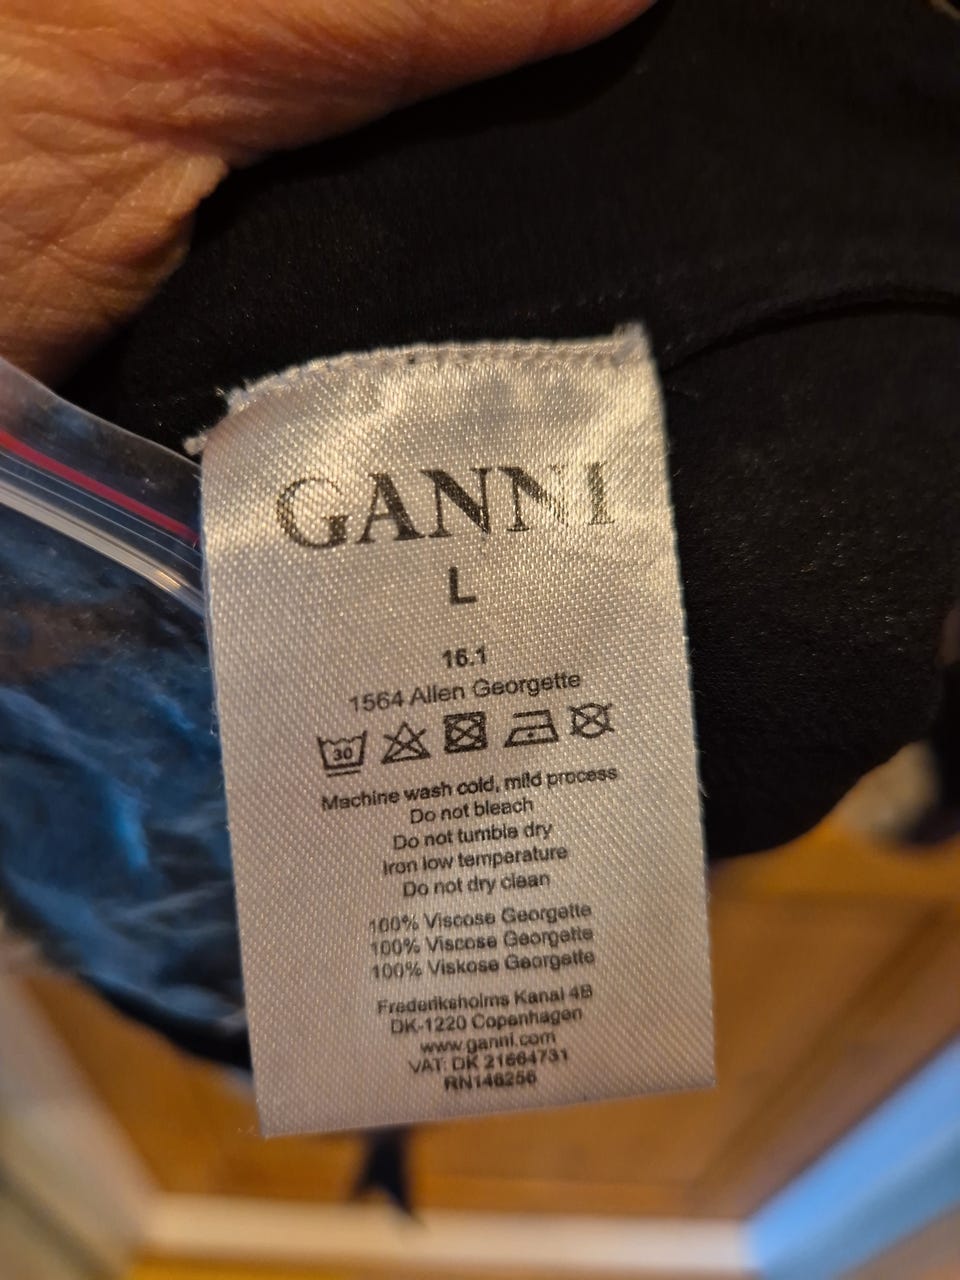 GANNI
L
16.1
1564 Allen Georgette
30
Machine wash cold, mild process
Do not bleach
Do not tumble dry
Iron low temperature
Do not dry clean
100% Viscose Georgette
100% Viscose Georgette
100% Viskose Georgette
Frederiksholms Kanal 4B
DK-1220 Copenhagen
www.ganni.com
VAT: DK 21664731
RN146256